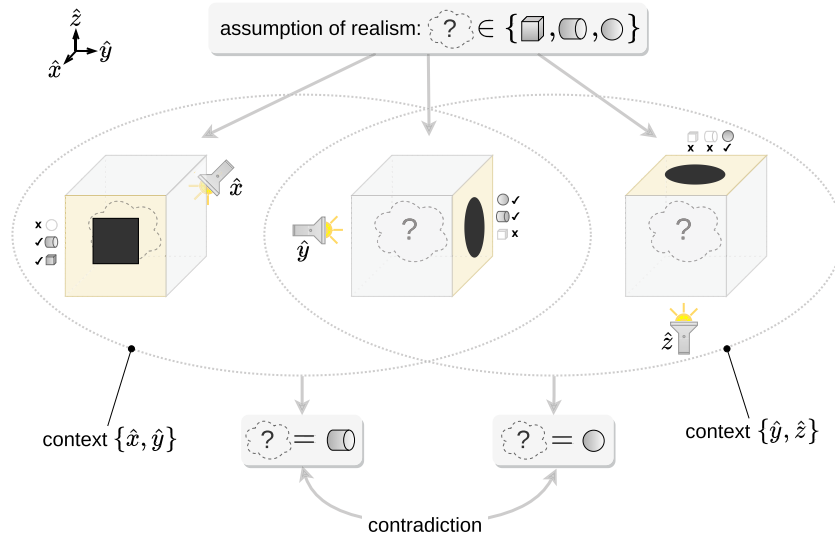 assumption of realism: ? ∈ { , , }
ẑ
ŷ
x̂
x x ✓
x̂
x
✓
✓
?
✓
✓
x
ŷ
?
ẑ
context {x̂, ŷ}
? =
? =
context {ŷ, ẑ}
contradiction